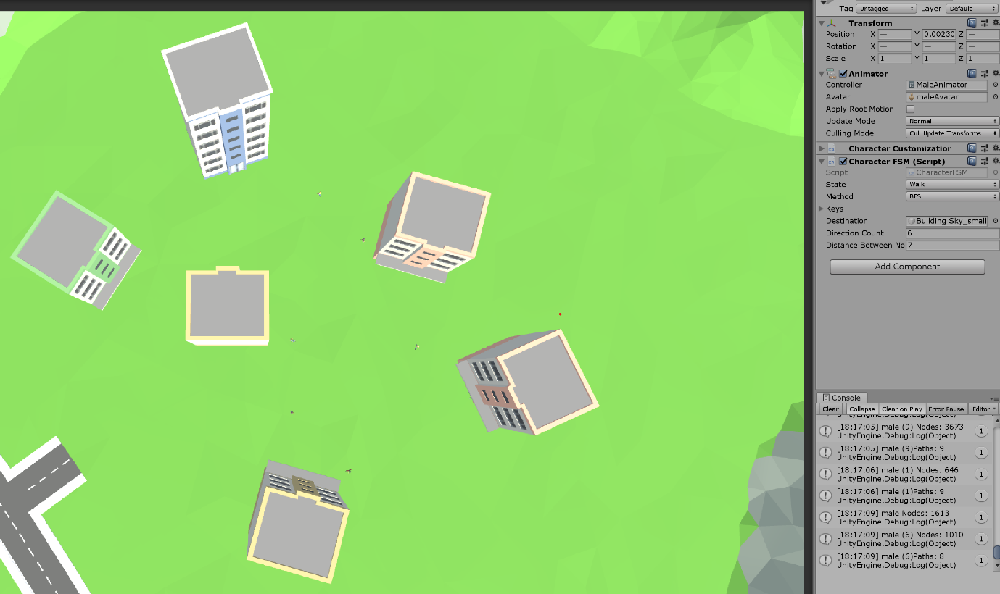 Tag Untagged Layer Default
Transform
Position X — Y 0.00230 Z —
Rotation X — Y — Z —
Scale X 1 Y 1 Z 1
Animator
Controller MaleAnimator
Avatar maleAvatar
Apply Root Motion
Update Mode Normal
Culling Mode Cull Update Transforms
Character Customization
Character FSM (Script)
Script CharacterFSM
State Walk
Method BFS
Keys
Destination Building Sky_small
Direction Count 6
Distance Between No 7
Add Component
Console
Clear Collapse Clear on Play Error Pause Editor
UnityEngine.Debug:Log(Object)
[18:17:05] male (9) Nodes: 3673
UnityEngine.Debug:Log(Object) 1
[18:17:05] male (9)Paths: 9
UnityEngine.Debug:Log(Object) 1
[18:17:06] male (1) Nodes: 646
UnityEngine.Debug:Log(Object) 1
[18:17:06] male (1)Paths: 9
UnityEngine.Debug:Log(Object) 1
[18:17:09] male Nodes: 1613
UnityEngine.Debug:Log(Object) 1
[18:17:09] male (6) Nodes: 1010
UnityEngine.Debug:Log(Object) 1
[18:17:09] male (6)Paths: 8
UnityEngine.Debug:Log(Object) 1